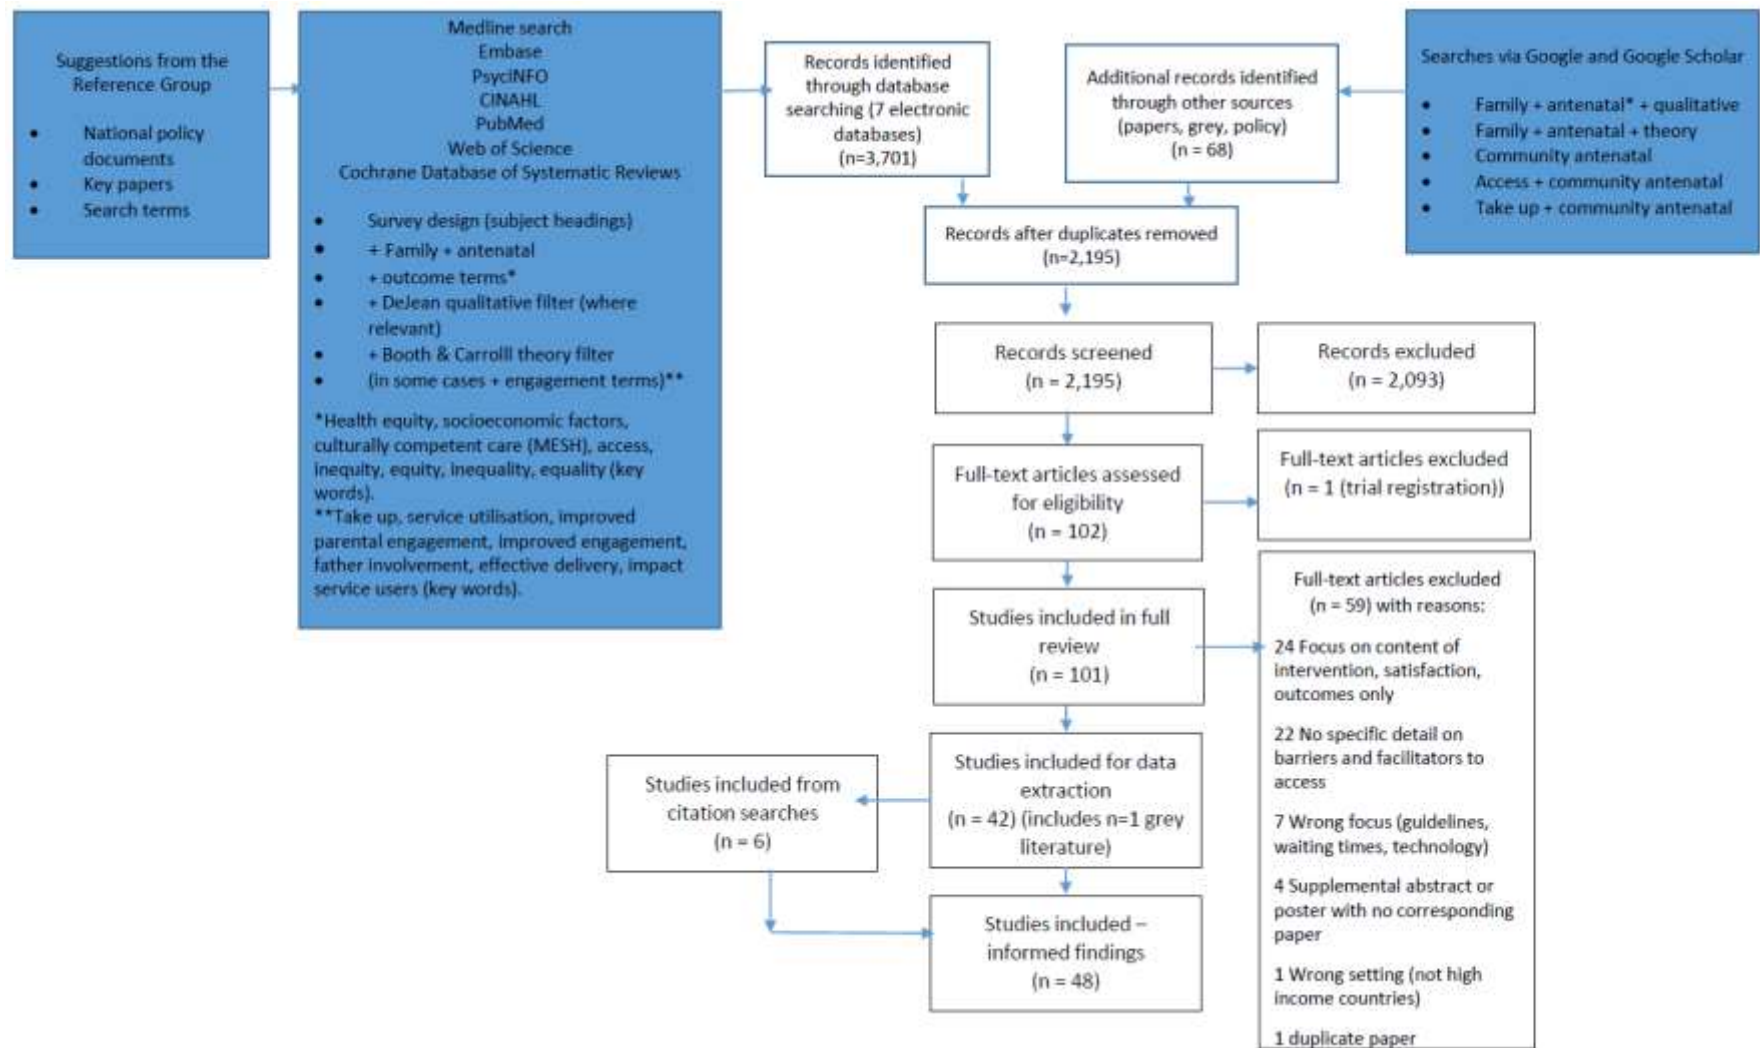 Suggestions from the
Reference Group
• National policy
documents
• Key papers
• Search terms
Medline search
Embase
PsycINFO
CINAHL
PubMed
Web of Science
Cochrane Database of Systematic Reviews
• Survey design (subject headings)
• + Family + antenatal
• + outcome terms*
• + DeJean qualitative filter (where
relevant)
• + Booth & Carrolll theory filter
• (in some cases + engagement terms)**
*Health equity, socioeconomic factors,
culturally competent care (MESH), access,
inequity, equity, inequality, equality (key
words).
**Take up, service utilisation, improved
parental engagement, Improved engagement,
father involvement, effective delivery, impact
service users (key words).
Records identified
through database
searching (7 electronic
databases)
(n=3,701)
Additional records identified
through other sources
(papers, grey, policy)
(n = 68)
Searches via Google and Google Scholar
• Family + antenatal* + qualitative
• Family + antenatal + theory
• Community antenatal
• Access + community antenatal
• Take up + community antenatal
Records after duplicates removed
(n=2,195)
Records screened
(n = 2,195)
Records excluded
(n = 2,093)
Full-text articles assessed
for eligibility
(n = 102)
Full-text articles excluded
(n = 1 (trial registration))
Studies included in full
review
(n = 101)
Full-text articles excluded
(n = 59) with reasons:
24 Focus on content of
intervention, satisfaction,
outcomes only
22 No specific detail on
barriers and facilitators to
access
7 Wrong focus (guidelines,
waiting times, technology)
4 Supplemental abstract or
poster with no corresponding
paper
1 Wrong setting (not high
income countries)
1 duplicate paper
Studies included for data
extraction
(n = 42) (includes n=1 grey
literature)
Studies included from
citation searches
(n = 6)
Studies included –
informed findings
(n = 48)